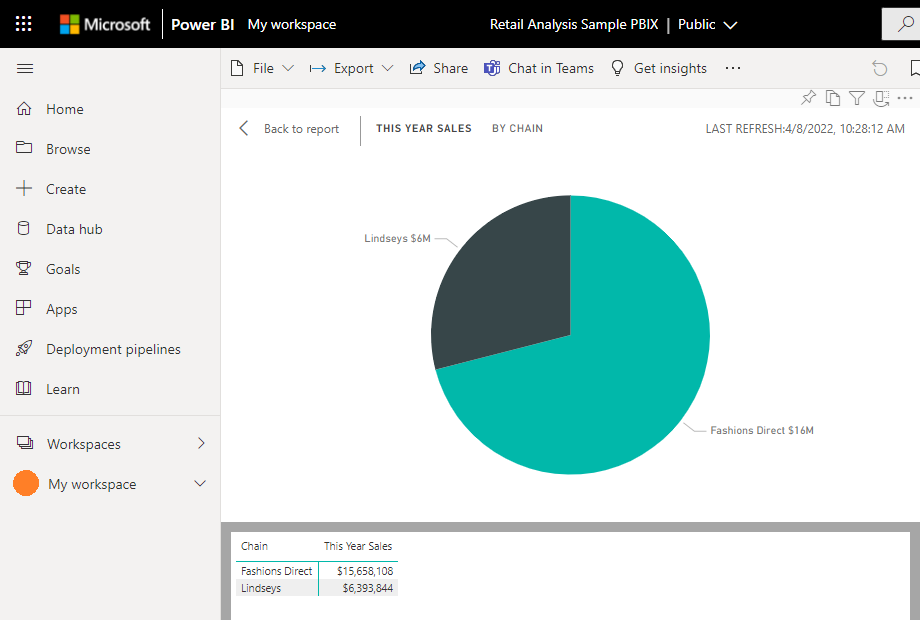 Microsoft Power BI My workspace Retail Analysis Sample PBIX | Public
File Export Share Chat in Teams Get insights ...
Home
Browse
Create
Data hub
Goals
Apps
Deployment pipelines
Learn
Workspaces
My workspace
Back to report THIS YEAR SALES BY CHAIN LAST REFRESH:4/8/2022, 10:28:12 AM
Lindseys $6M
Fashions Direct $16M
Chain This Year Sales
Fashions Direct $15,658,108
Lindseys $6,393,844